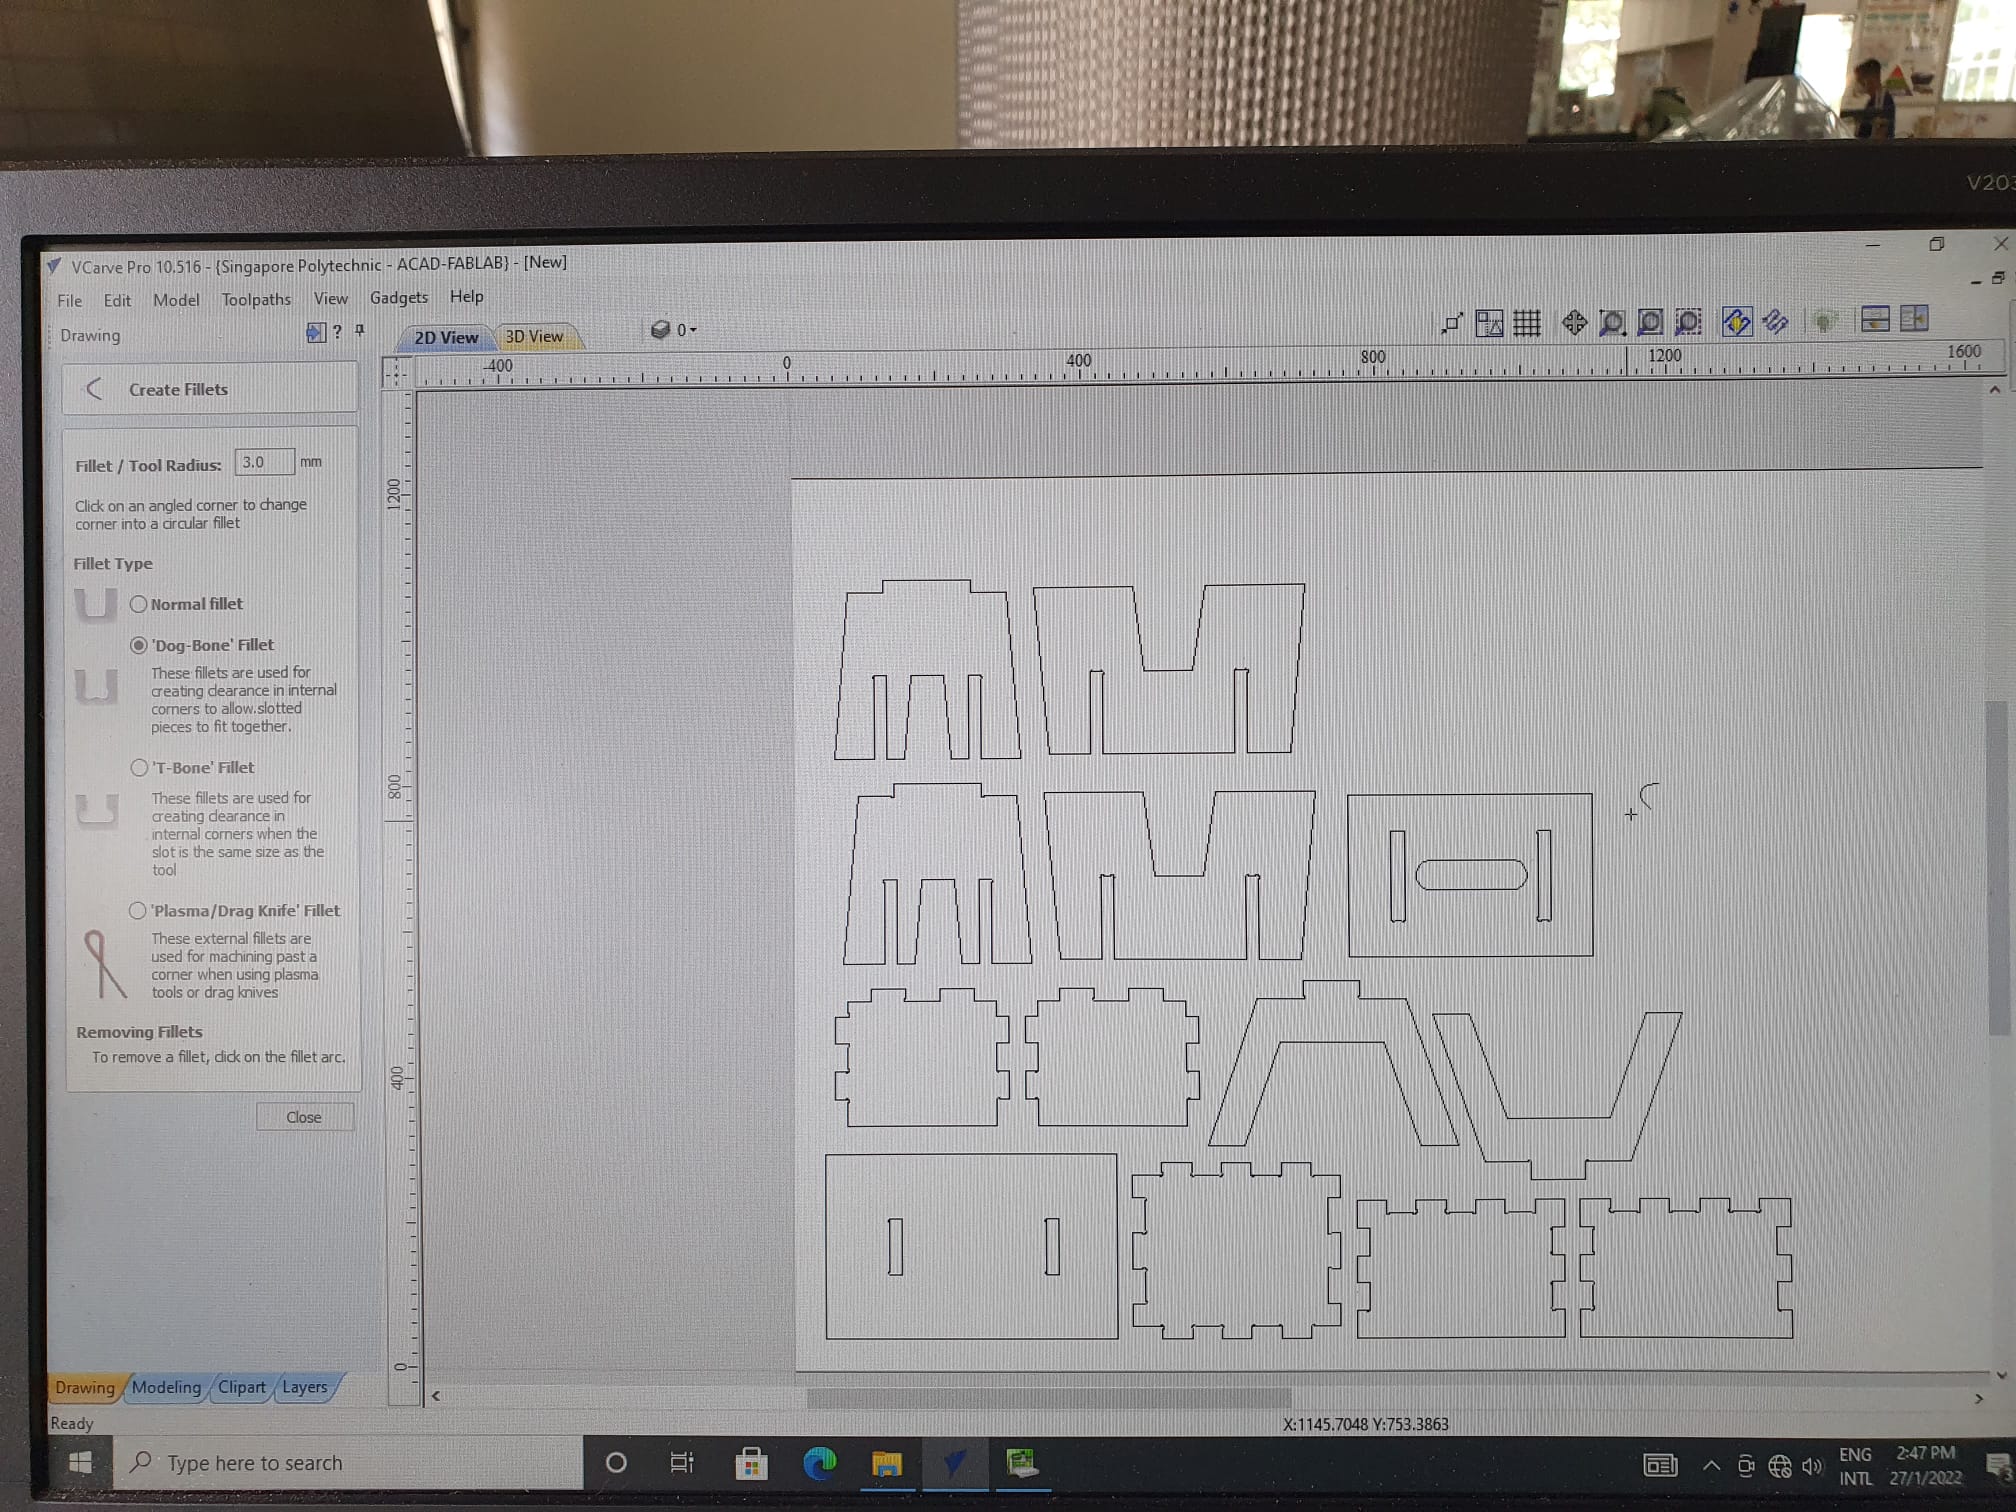 V203
VCarve Pro 10.516 - {Singapore Polytechnic - ACAD-FABLAB} - [New]
File Edit Model Toolpaths View Gadgets Help
Drawing ?
2D View 3D View 0
-400 0 400 800 1200 1600
Create Fillets
Fillet / Tool Radius: 3.0 mm
Click on an angled corner to change
corner into a circular fillet
Fillet Type
Normal fillet
'Dog-Bone' Fillet
These fillets are used for
creating clearance in internal
corners to allow.slotted
pieces to fit together.
'T-Bone' Fillet
These fillets are used for
creating clearance in
internal corners when the
slot is the same size as the
tool
'Plasma/Drag Knife' Fillet
These external fillets are
used for machining past a
corner when using plasma
tools or drag knives
Removing Fillets
To remove a fillet, click on the fillet arc.
Close
1200
800
400
0
Drawing Modeling Clipart Layers
Ready
X:1145.7048 Y:753.3863
Type here to search
ENG
INTL
2:47 PM
27/1/2022